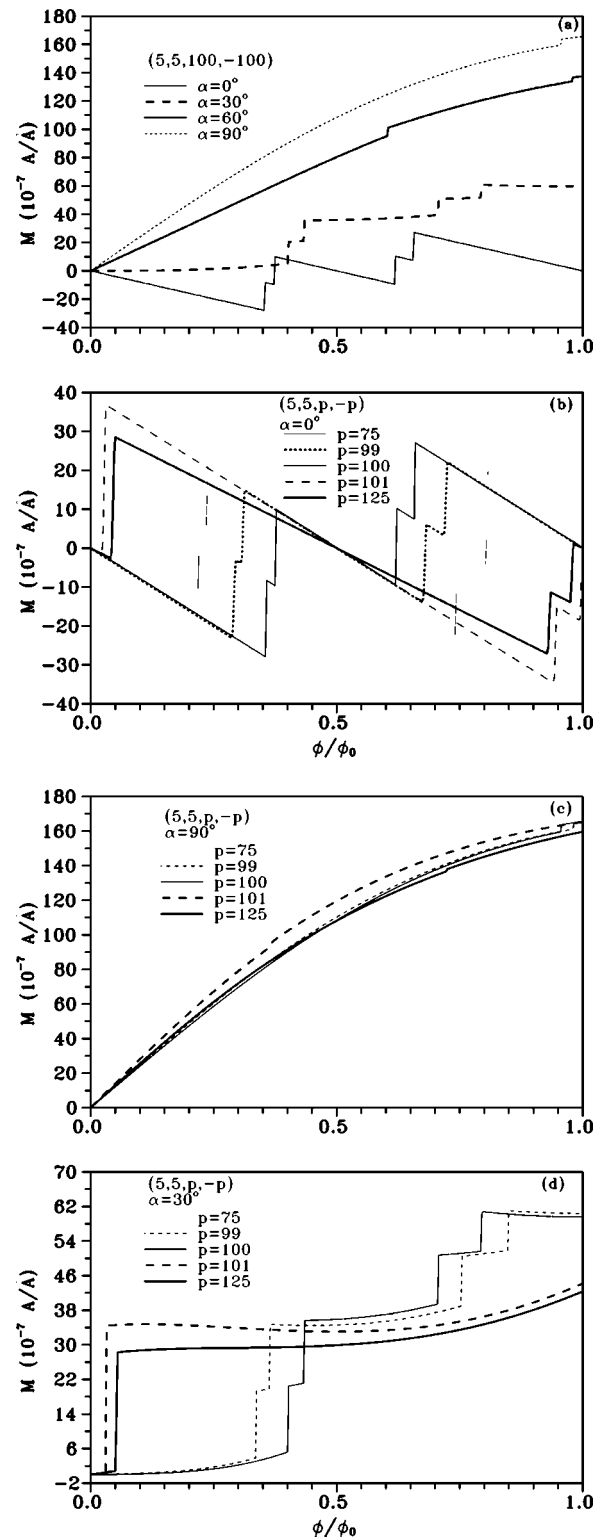 180
160
140
120
100
80
60
40
20
0
−20
−40
M (10⁻⁷ A/Å)
(a)
(5,5,100,−100)
α=0°
α=30°
α=60°
α=90°
0.0
0.5
1.0
40
30
20
10
0
−10
−20
−30
−40
M (10⁻⁷ A/Å)
(5,5,p,−p)
(b)
α=0°
p=75
p=99
p=100
p=101
p=125
0.0
0.5
1.0
ϕ/ϕ₀
180
160
140
120
100
80
60
40
20
0
M (10⁻⁷ A/Å)
(5,5,p,−p)
(c)
α=90°
p=75
p=99
p=100
p=101
p=125
0.0
0.5
1.0
70
62
54
46
38
30
22
14
6
−2
M (10⁻⁷ A/Å)
(5,5,p,−p)
(d)
α=30°
p=75
p=99
p=100
p=101
p=125
0.0
0.5
1.0
ϕ/ϕ₀